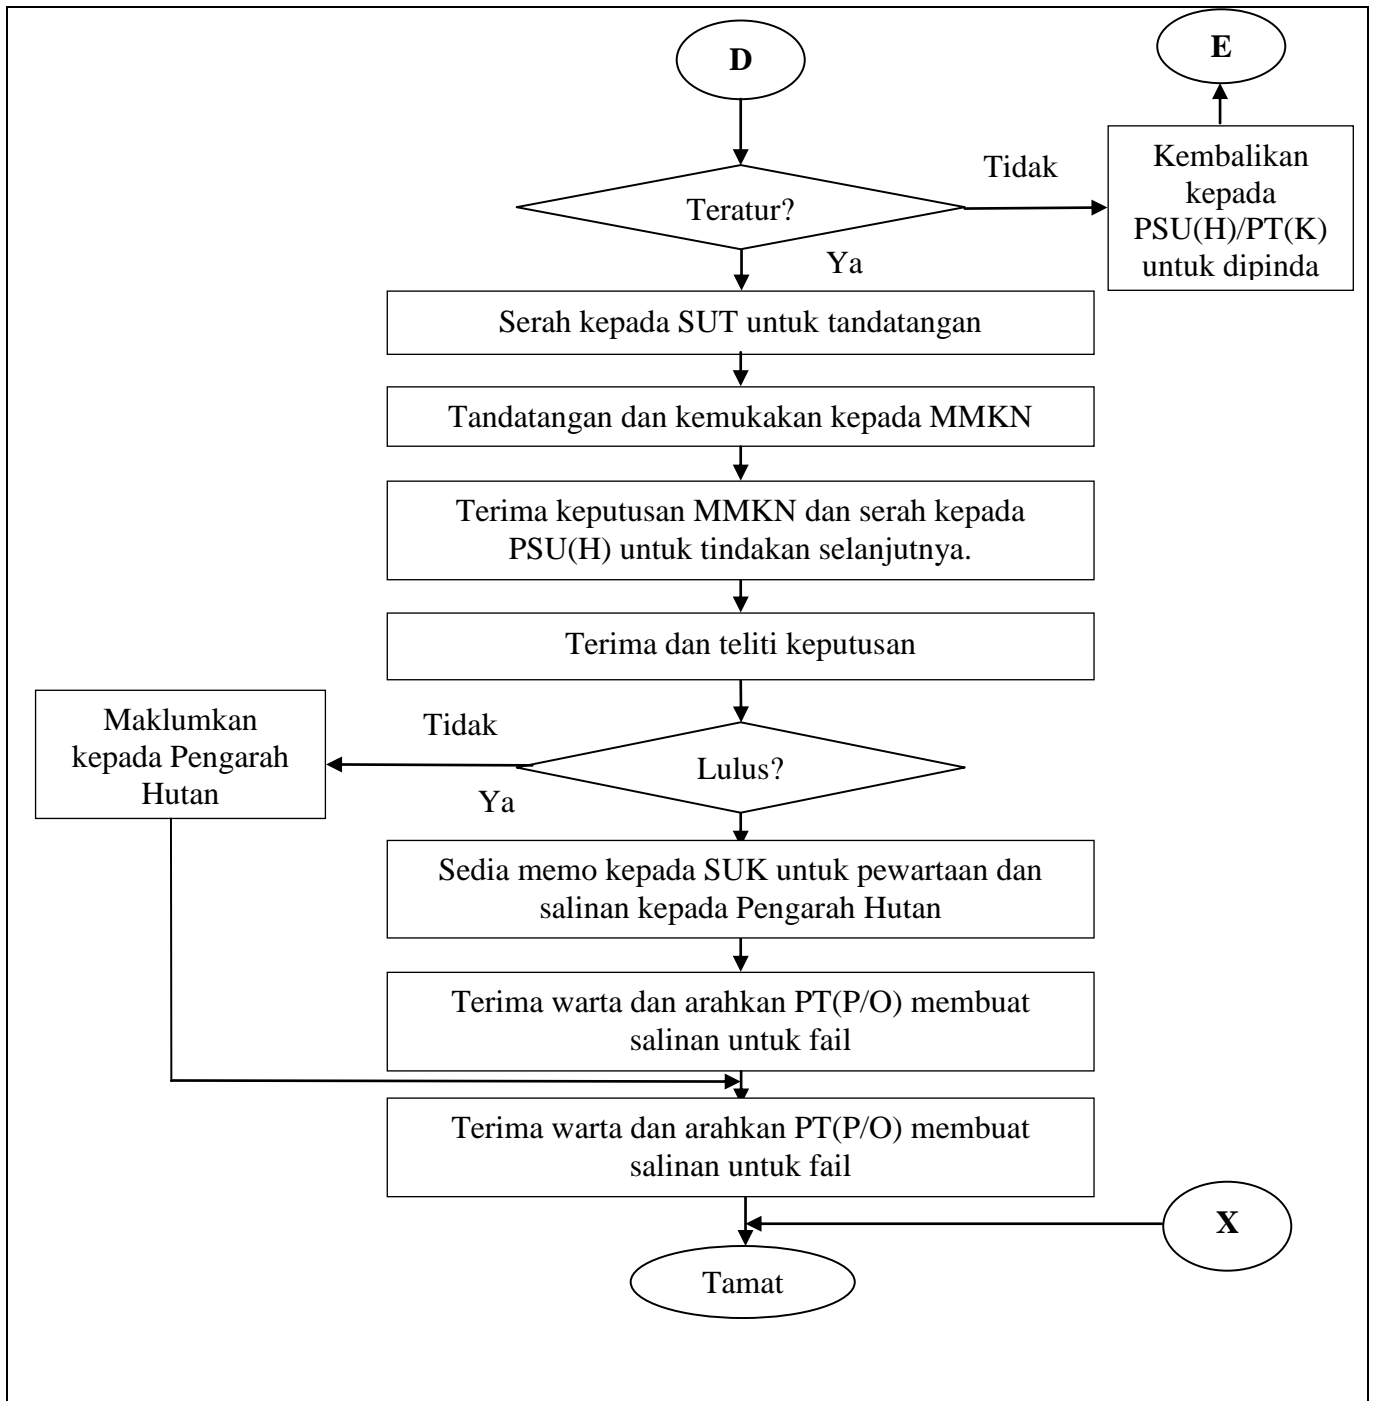 D
E
Kembalikan
kepada
PSU(H)/PT(K)
untuk dipinda
Tidak
Teratur?
Ya
Serah kepada SUT untuk tandatangan
Tandatangan dan kemukakan kepada MMKN
Terima keputusan MMKN dan serah kepada
PSU(H) untuk tindakan selanjutnya.
Terima dan teliti keputusan
Maklumkan
kepada Pengarah
Hutan
Tidak
Lulus?
Ya
Sedia memo kepada SUK untuk pewartaan dan
salinan kepada Pengarah Hutan
Terima warta dan arahkan PT(P/O) membuat
salinan untuk fail
Terima warta dan arahkan PT(P/O) membuat
salinan untuk fail
X
Tamat